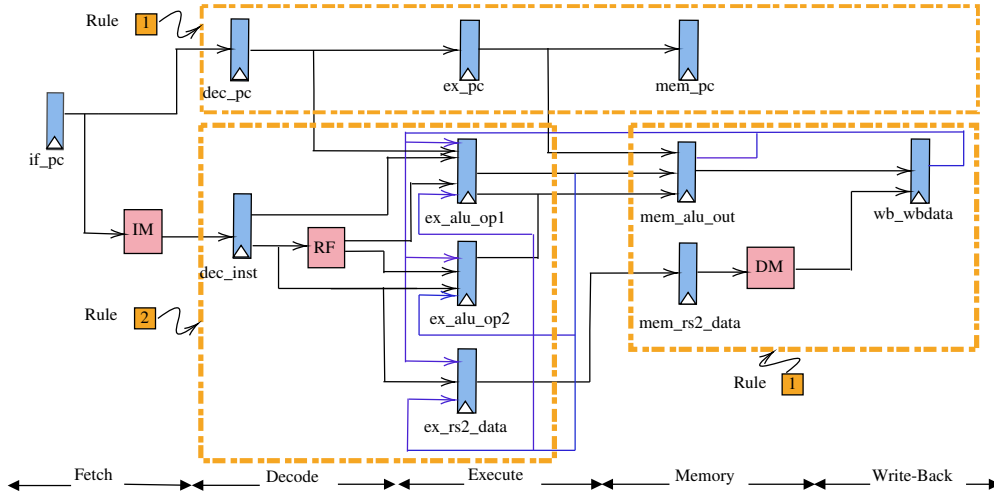 Rule 1
dec_pc
ex_pc
mem_pc
if_pc
IM
RF
dec_inst
ex_alu_op1
mem_alu_out
wb_wbdata
DM
Rule 2
ex_alu_op2
mem_rs2_data
ex_rs2_data
Rule 1
Fetch Decode Execute Memory Write-Back